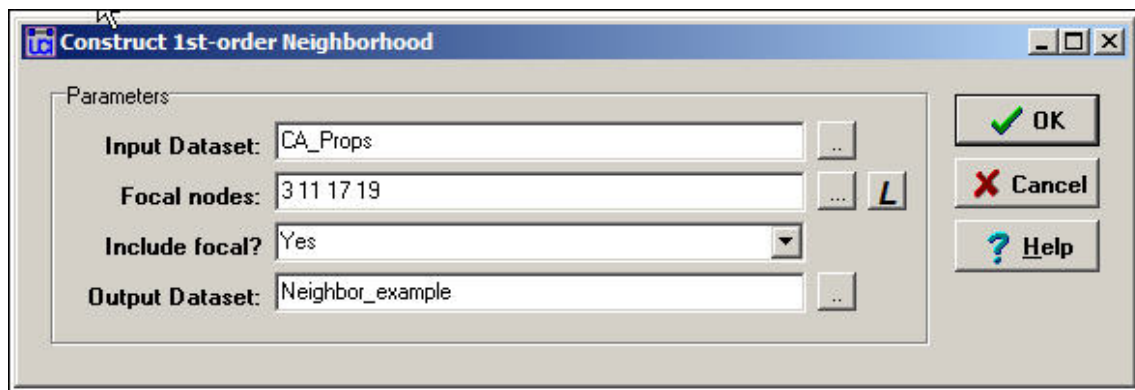 Construct 1st-order Neighborhood
Parameters
Input Dataset: CA_Props ..
Focal nodes: 3 11 17 19 ... L
Include focal? Yes
Output Dataset: Neighbor_example ..
OK
Cancel
Help